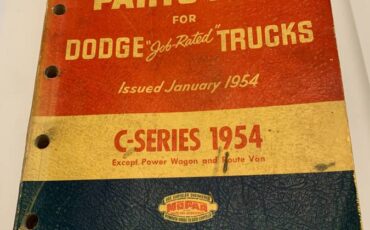 PARTS
FOR
DODGE "Job-Rated" TRUCKS
Issued January 1954
C-SERIES 1954
Except Power Wagon and Route Van
MOPAR